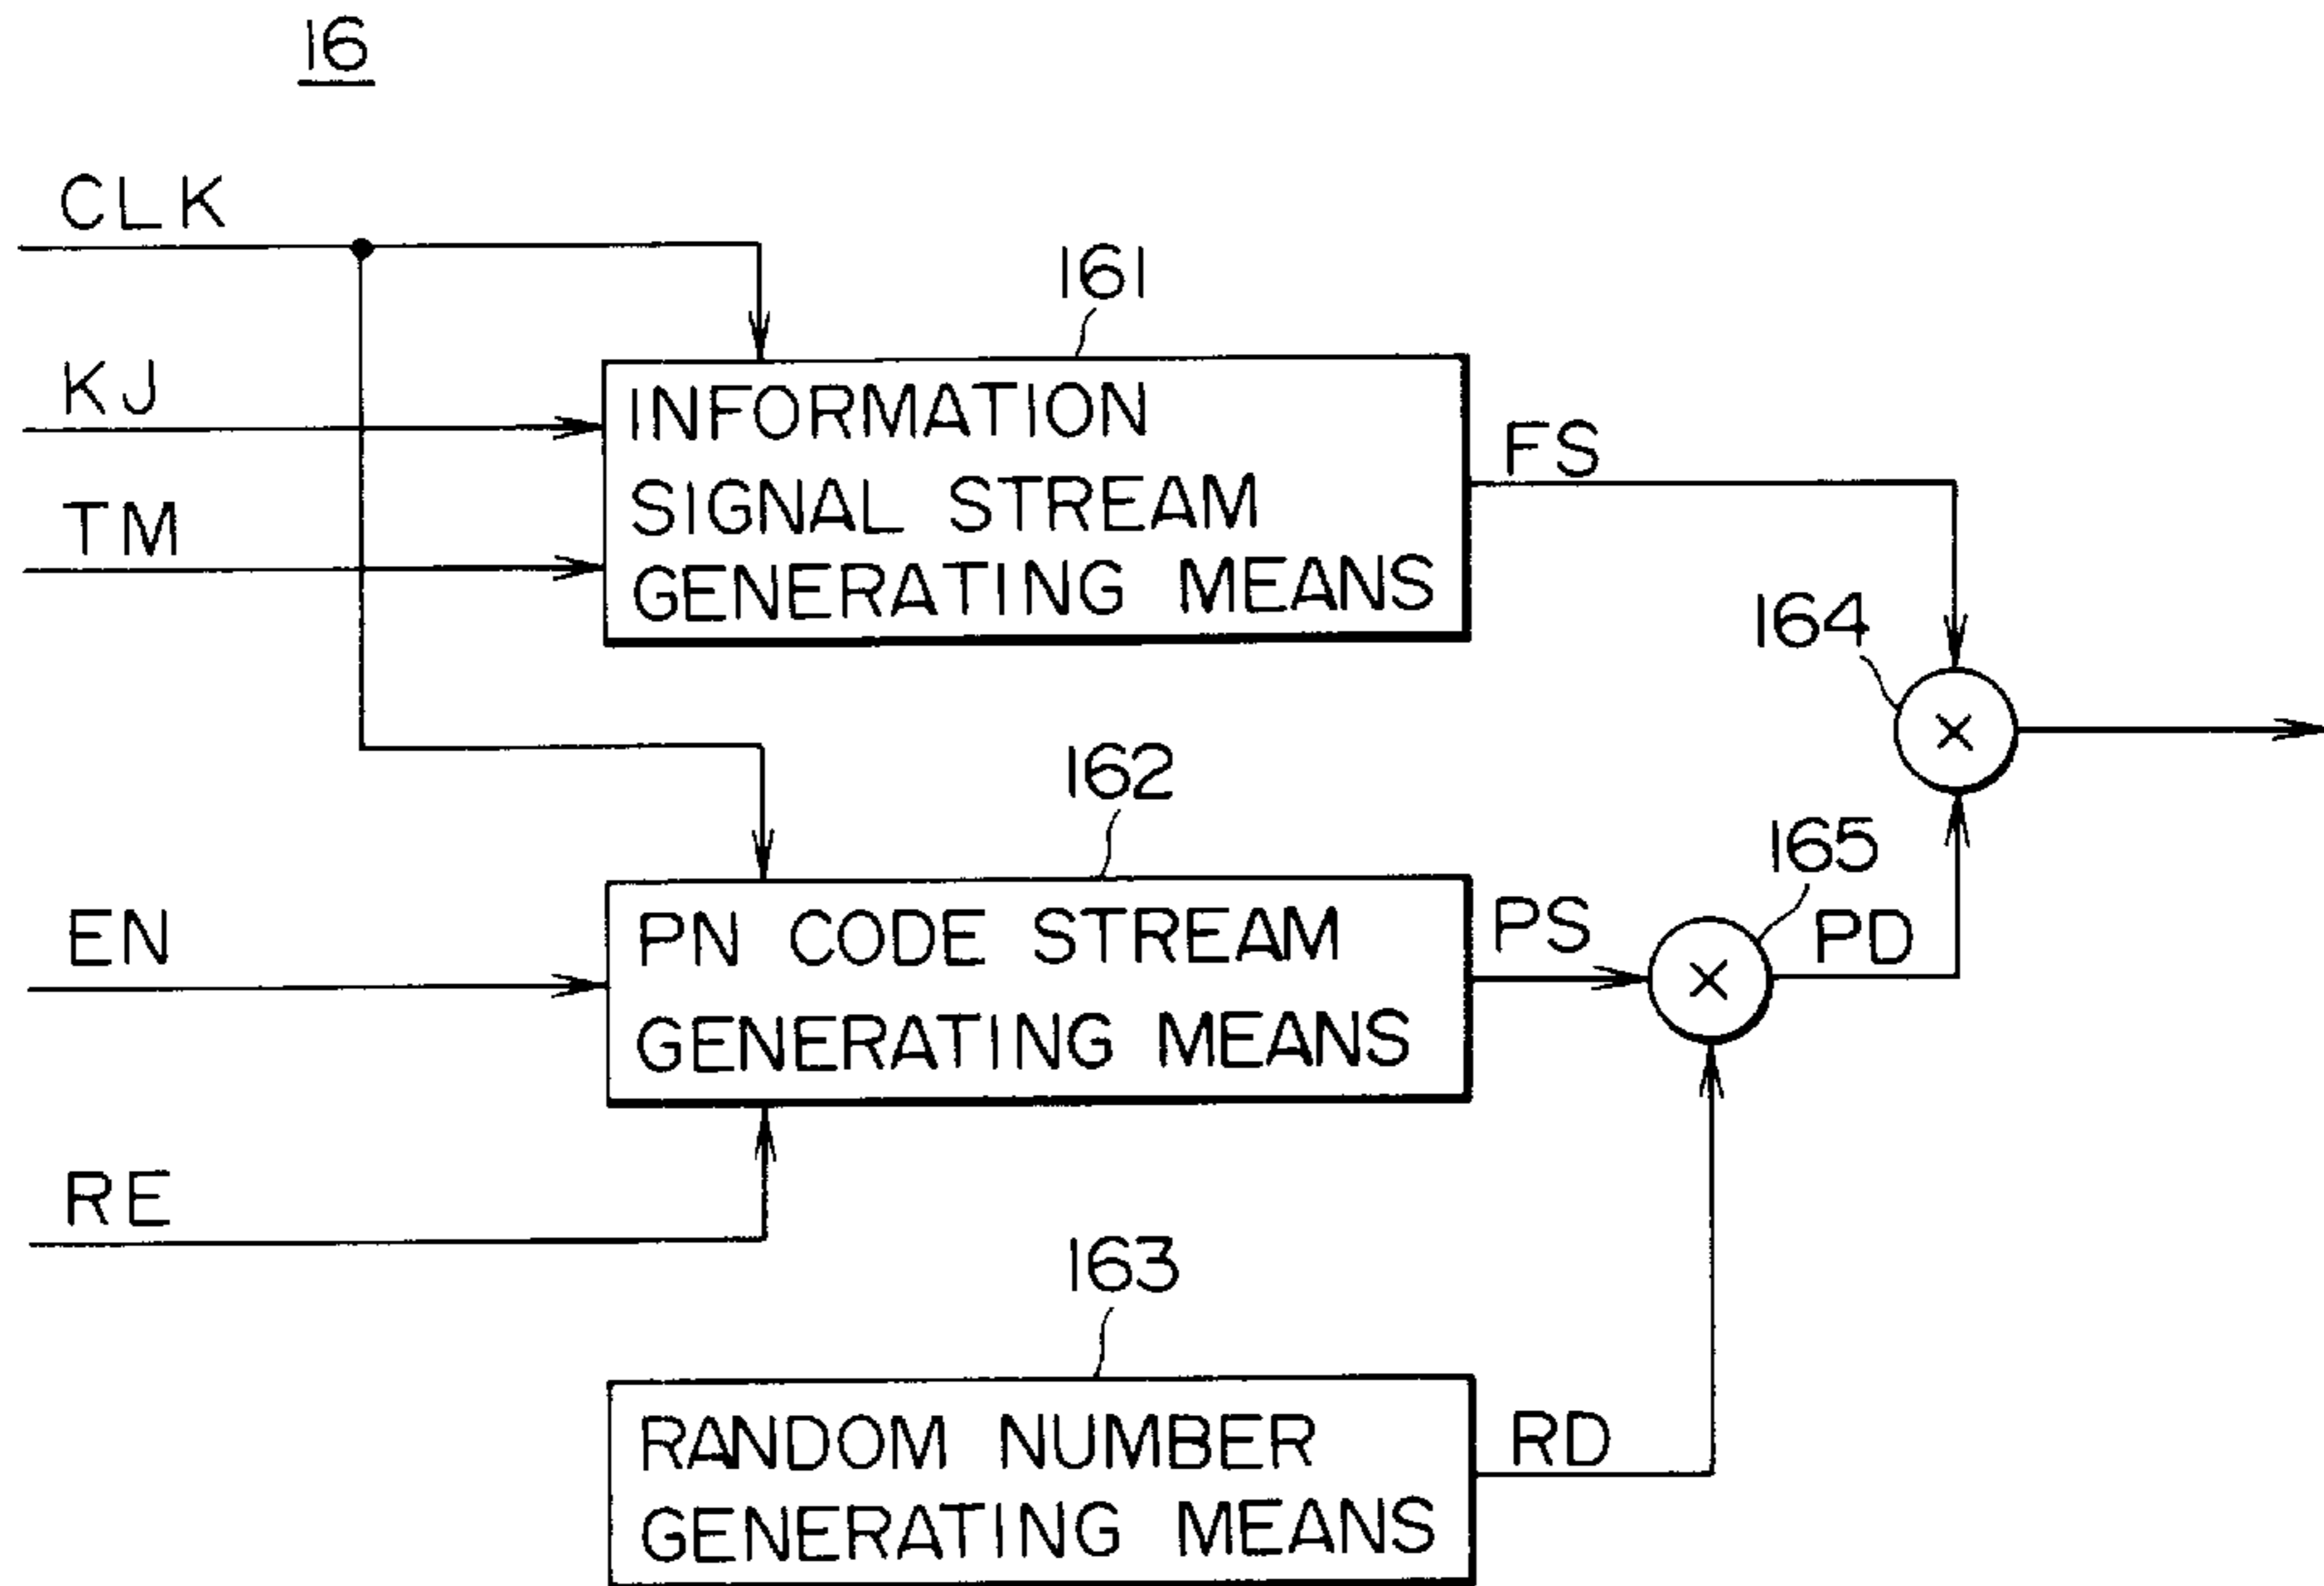 16
CLK
161
KJ
INFORMATION
FS
SIGNAL STREAM
TM
GENERATING MEANS
164
×
162
165
EN
PN CODE STREAM
PS
×
PD
GENERATING MEANS
RE
163
RANDOM NUMBER
RD
GENERATING MEANS